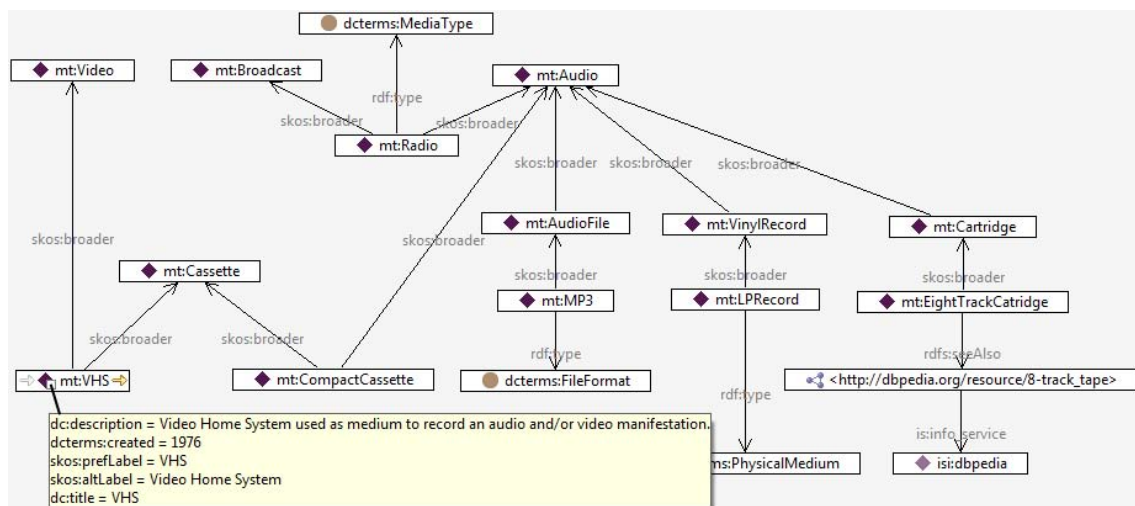 dcterms:MediaType
mt:Video
mt:Broadcast
mt:Audio
rdf:type
skos:broader
skos:broader
mt:Radio
skos:broader
skos:broader
skos:broader
mt:AudioFile
mt:VinylRecord
mt:Cartridge
skos:broader
skos:broader
mt:Cassette
skos:broader
skos:broader
skos:broader
mt:MP3
mt:LPRecord
mt:EightTrackCatridge
skos:broader
skos:broader
rdf:type
rdfs:seeAlso
mt:VHS
mt:CompactCassette
dcterms:FileFormat
<http://dbpedia.org/resource/8-track_tape>
rdf:type
dc:description = Video Home System used as medium to record an audio and/or video manifestation.
dcterms:created = 1976
skos:prefLabel = VHS
skos:altLabel = Video Home System
dc:title = VHS
is:info_service
ms:PhysicalMedium
isi:dbpedia